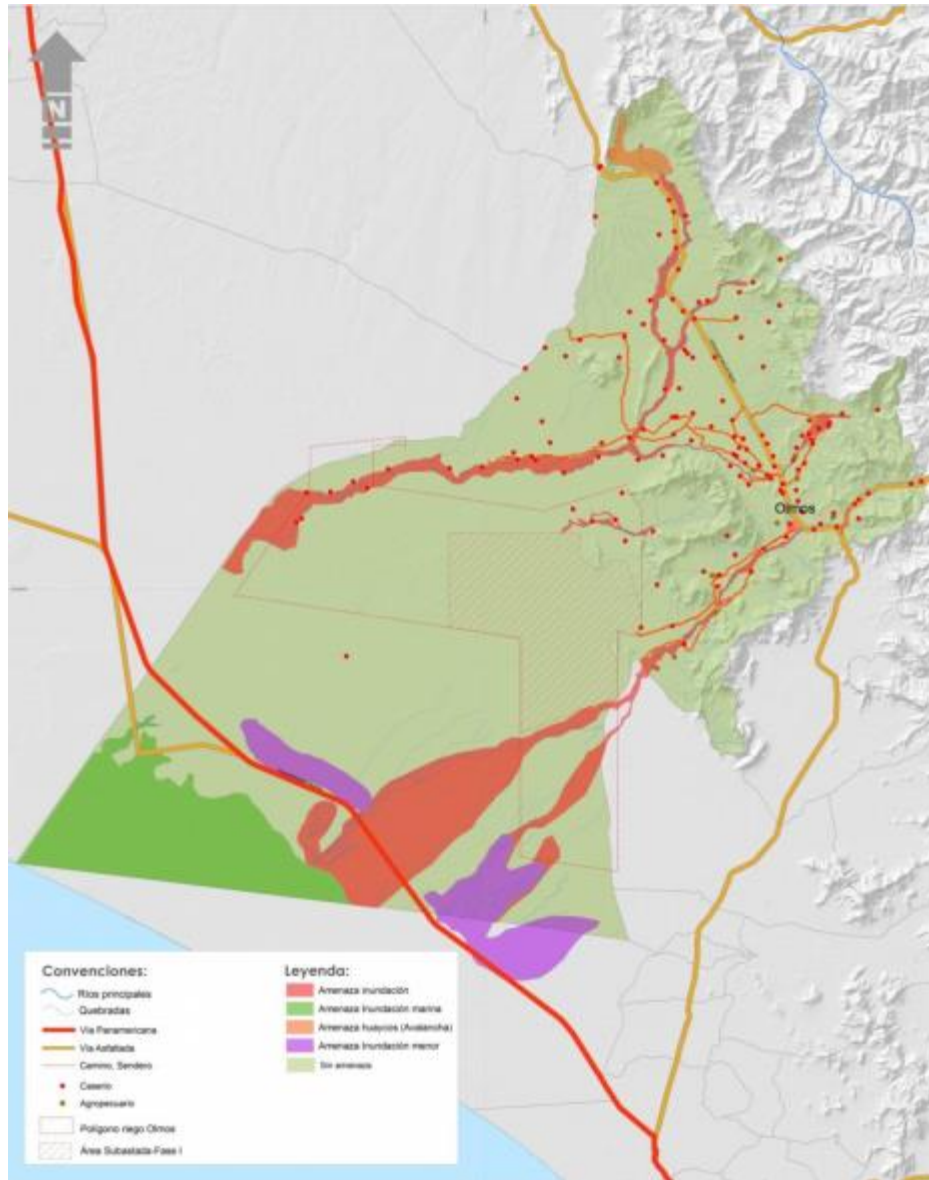 N
Olmos
Convenciones:
Ríos principales
Quebradas
Vía Panamericana
Vía Asfaltada
Camino, Sendero
Caserío
Agropecuario
Polígono riego Olmos
Área Subastada-Fase I
Leyenda:
Amenaza inundación
Amenaza Inundación marina
Amenaza huaycos (Avalancha)
Amenaza Inundación menor
Sin amenaza